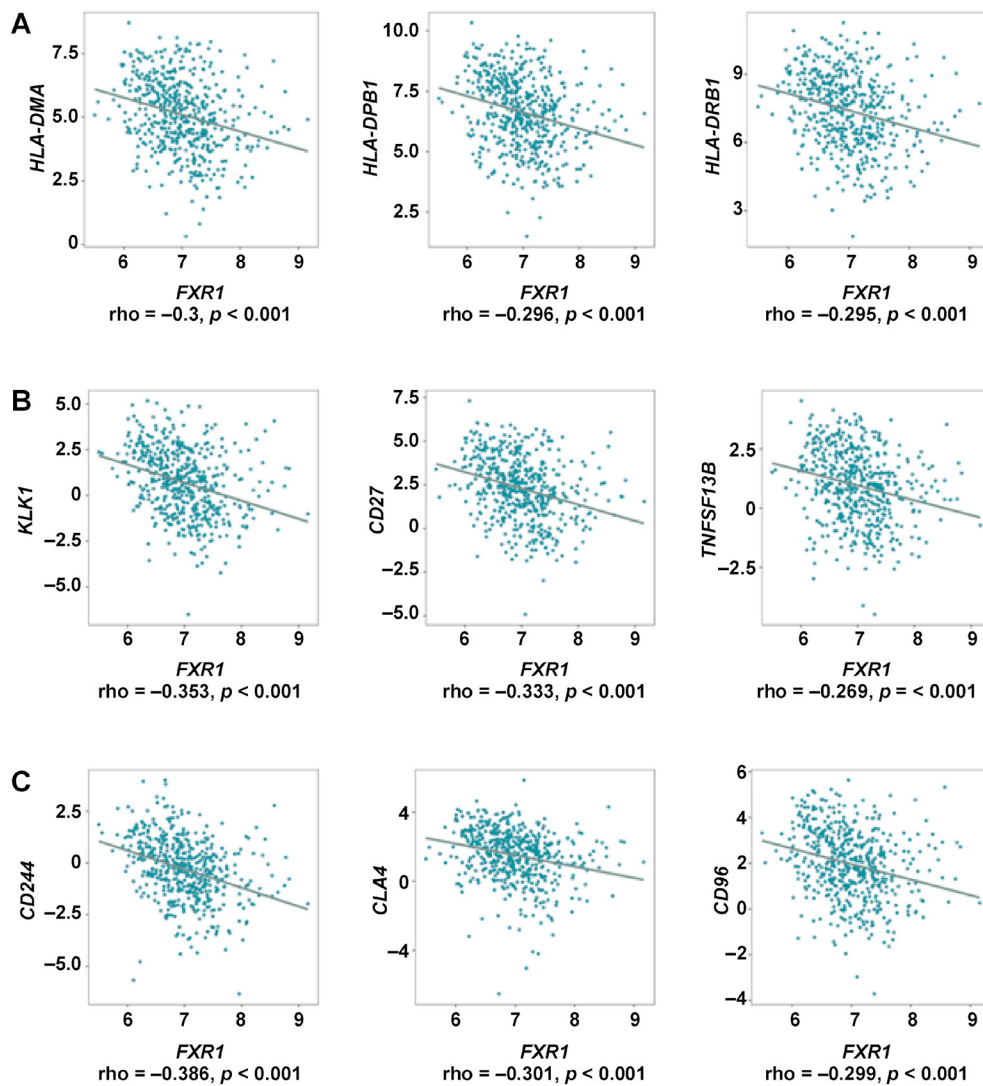 A
HLA-DMA
7.5
5.0
2.5
0
6 7 8 9
FXR1
rho = –0.3, p < 0.001
HLA-DPB1
10.0
7.5
5.0
2.5
6 7 8 9
FXR1
rho = –0.296, p < 0.001
HLA-DRB1
9
6
3
6 7 8 9
FXR1
rho = –0.295, p < 0.001
B
KLK1
5.0
2.5
0
–2.5
–5.0
6 7 8 9
FXR1
rho = –0.353, p < 0.001
CD27
7.5
5.0
2.5
0
–2.5
–5.0
6 7 8 9
FXR1
rho = –0.333, p < 0.001
TNFSF13B
2.5
0
–2.5
6 7 8 9
FXR1
rho = –0.269, p = < 0.001
C
CD244
2.5
0
–2.5
–5.0
6 7 8 9
FXR1
rho = –0.386, p < 0.001
CLA4
4
0
–4
6 7 8 9
FXR1
rho = –0.301, p < 0.001
CD96
6
4
2
0
–2
–4
6 7 8 9
FXR1
rho = –0.299, p < 0.001